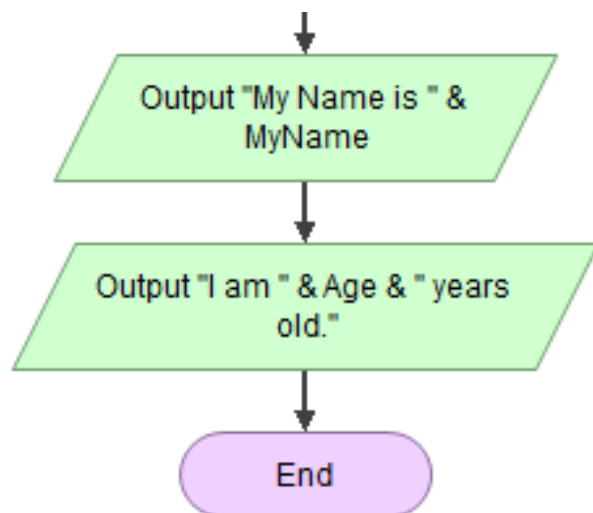 Output "My Name is " &
MyName
Output "I am " & Age & " years
old."
End